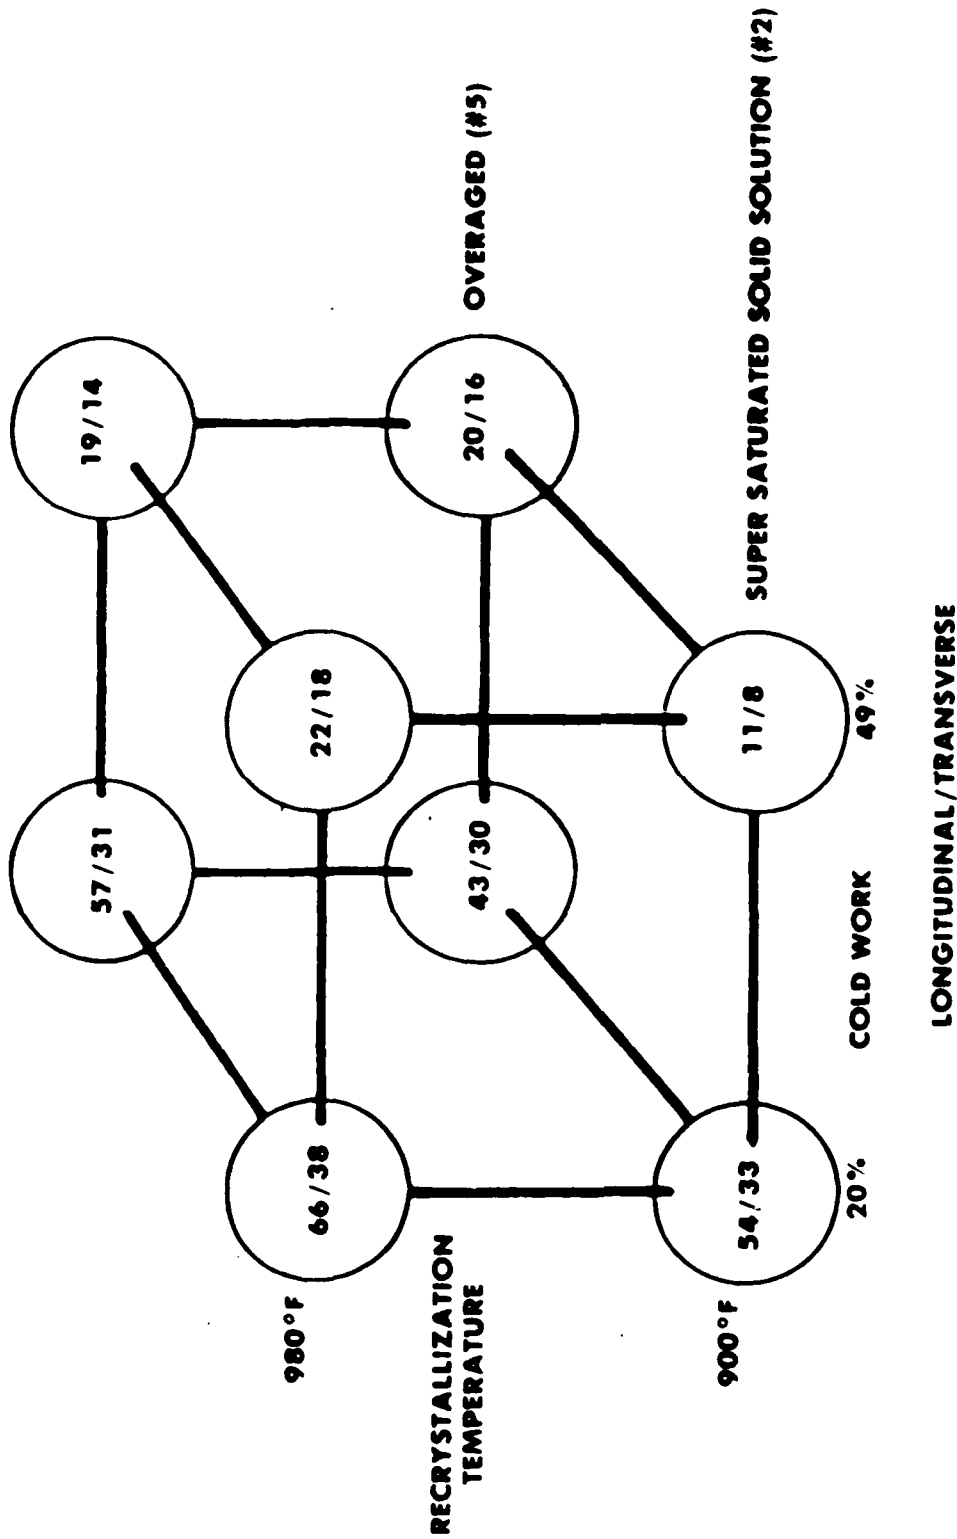 57/31
19/14
980°F
66/38
22/18
RECRYSTALLIZATION
TEMPERATURE
43/30
20/16
OVERAGED (#5)
900°F
54/33
11/8
SUPER SATURATED SOLID SOLUTION (#2)
20%
COLD WORK
49%
LONGITUDINAL/TRANSVERSE